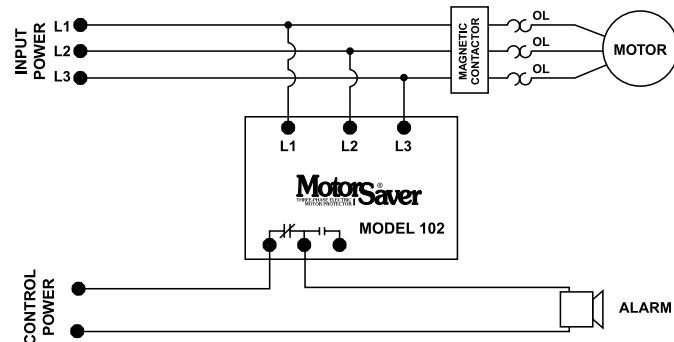 INPUT
POWER
L1
L2
L3
MAGNETIC
CONTACTOR
OL
OL
OL
MOTOR
L1 L2 L3
MotorSaver®
THREE-PHASE ELECTRIC
MOTOR PROTECTOR
MODEL 102
CONTROL
POWER
ALARM